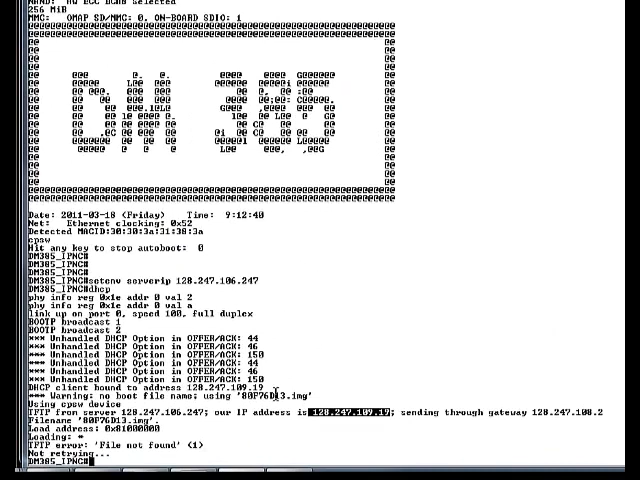 NAND: HW ECC BCH8 Selected
256 MiB
MMC: OMAP SD/MMC: 0, ON-BOARD SDIO: 1
DM 385
Date: 2011-03-18 (Friday) Time: 9:12:40
Net: Ethernet clocking: 0x52
Detected MACID:30:30:3a:31:38:3a
cpsw
Hit any key to stop autoboot: 0
DM385_IPNC#
DM385_IPNC#
DM385_IPNC#
DM385_IPNC#setenv serverip 128.247.106.247
DM385_IPNC#dhcp
phy info reg 0x1e addr 0 val 2
phy info reg 0x1e addr 0 val a
link up on port 0, speed 100, full duplex
BOOTP broadcast 1
BOOTP broadcast 2
*** Unhandled DHCP Option in OFFER/ACK: 44
*** Unhandled DHCP Option in OFFER/ACK: 46
*** Unhandled DHCP Option in OFFER/ACK: 150
*** Unhandled DHCP Option in OFFER/ACK: 44
*** Unhandled DHCP Option in OFFER/ACK: 46
*** Unhandled DHCP Option in OFFER/ACK: 150
DHCP client bound to address 128.247.109.19
*** Warning: no boot file name; using '80F76D13.img'
Using cpsw device
TFTP from server 128.247.106.247; our IP address is 128.247.109.19; sending through gateway 128.247.108.2
Filename '80F76D13.img'.
Load address: 0x81000000
Loading: *
TFTP error: 'File not found' (1)
Not retrying...
DM385_IPNC#